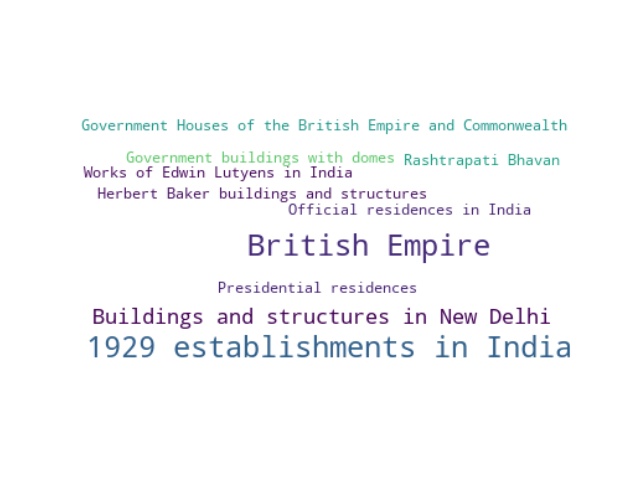 Government Houses of the British Empire and Commonwealth
Government buildings with domes
Rashtrapati Bhavan
Works of Edwin Lutyens in India
Herbert Baker buildings and structures
Official residences in India
British Empire
Presidential residences
Buildings and structures in New Delhi
1929 establishments in India